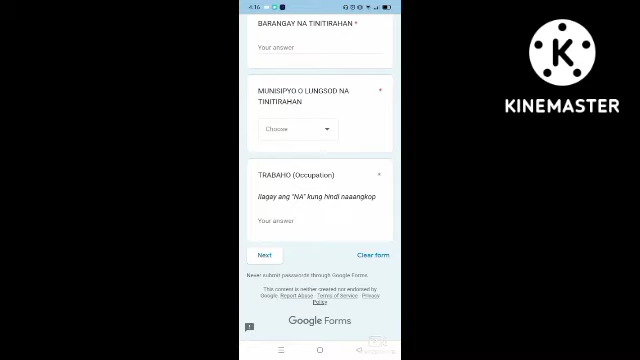 4:16
BARANGAY NA TINITIRAHAN *
Your answer
MUNISIPYO O LUNGSOD NA *
TINITIRAHAN
Choose
TRABAHO (Occupation) *
Ilagay ang "NA" kung hindi naaangkop
Your answer
Next
Clear form
Never submit passwords through Google Forms.
This content is neither created nor endorsed by
Google. Report Abuse - Terms of Service - Privacy
Policy
Google Forms
K
KINEMASTER